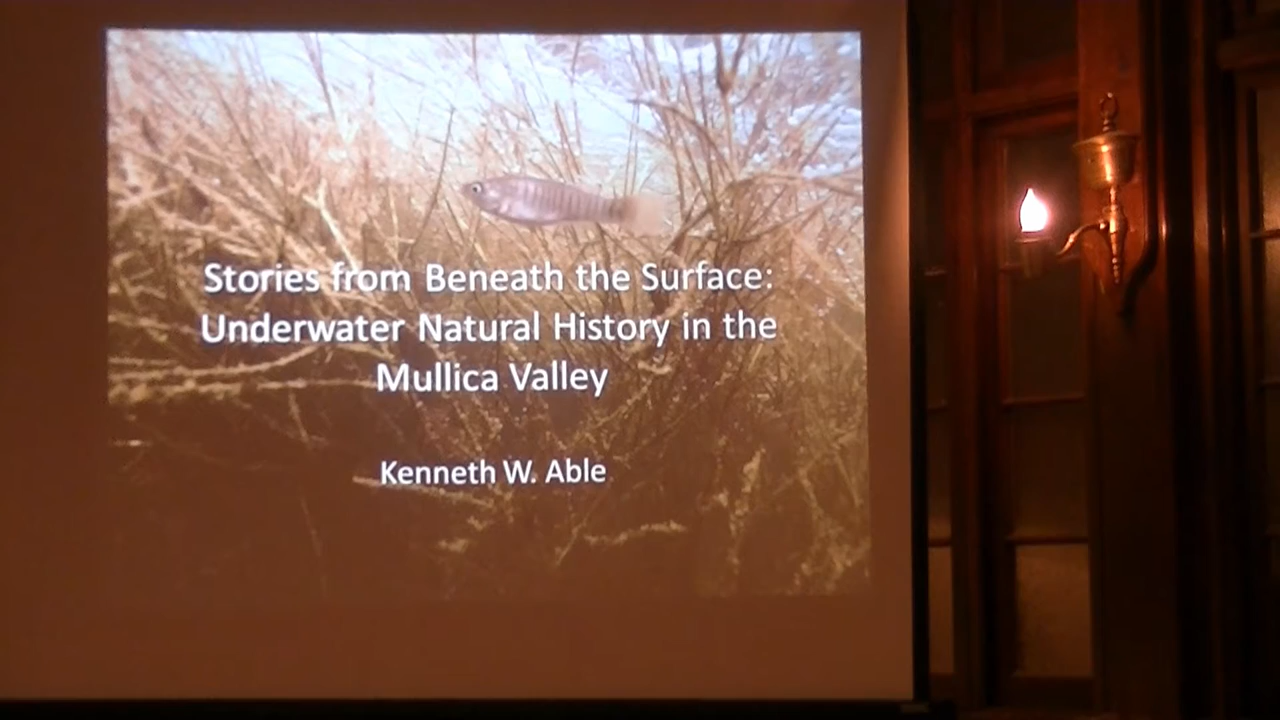 Stories from Beneath the Surface:
Underwater Natural History in the
Mullica Valley
Kenneth W. Able